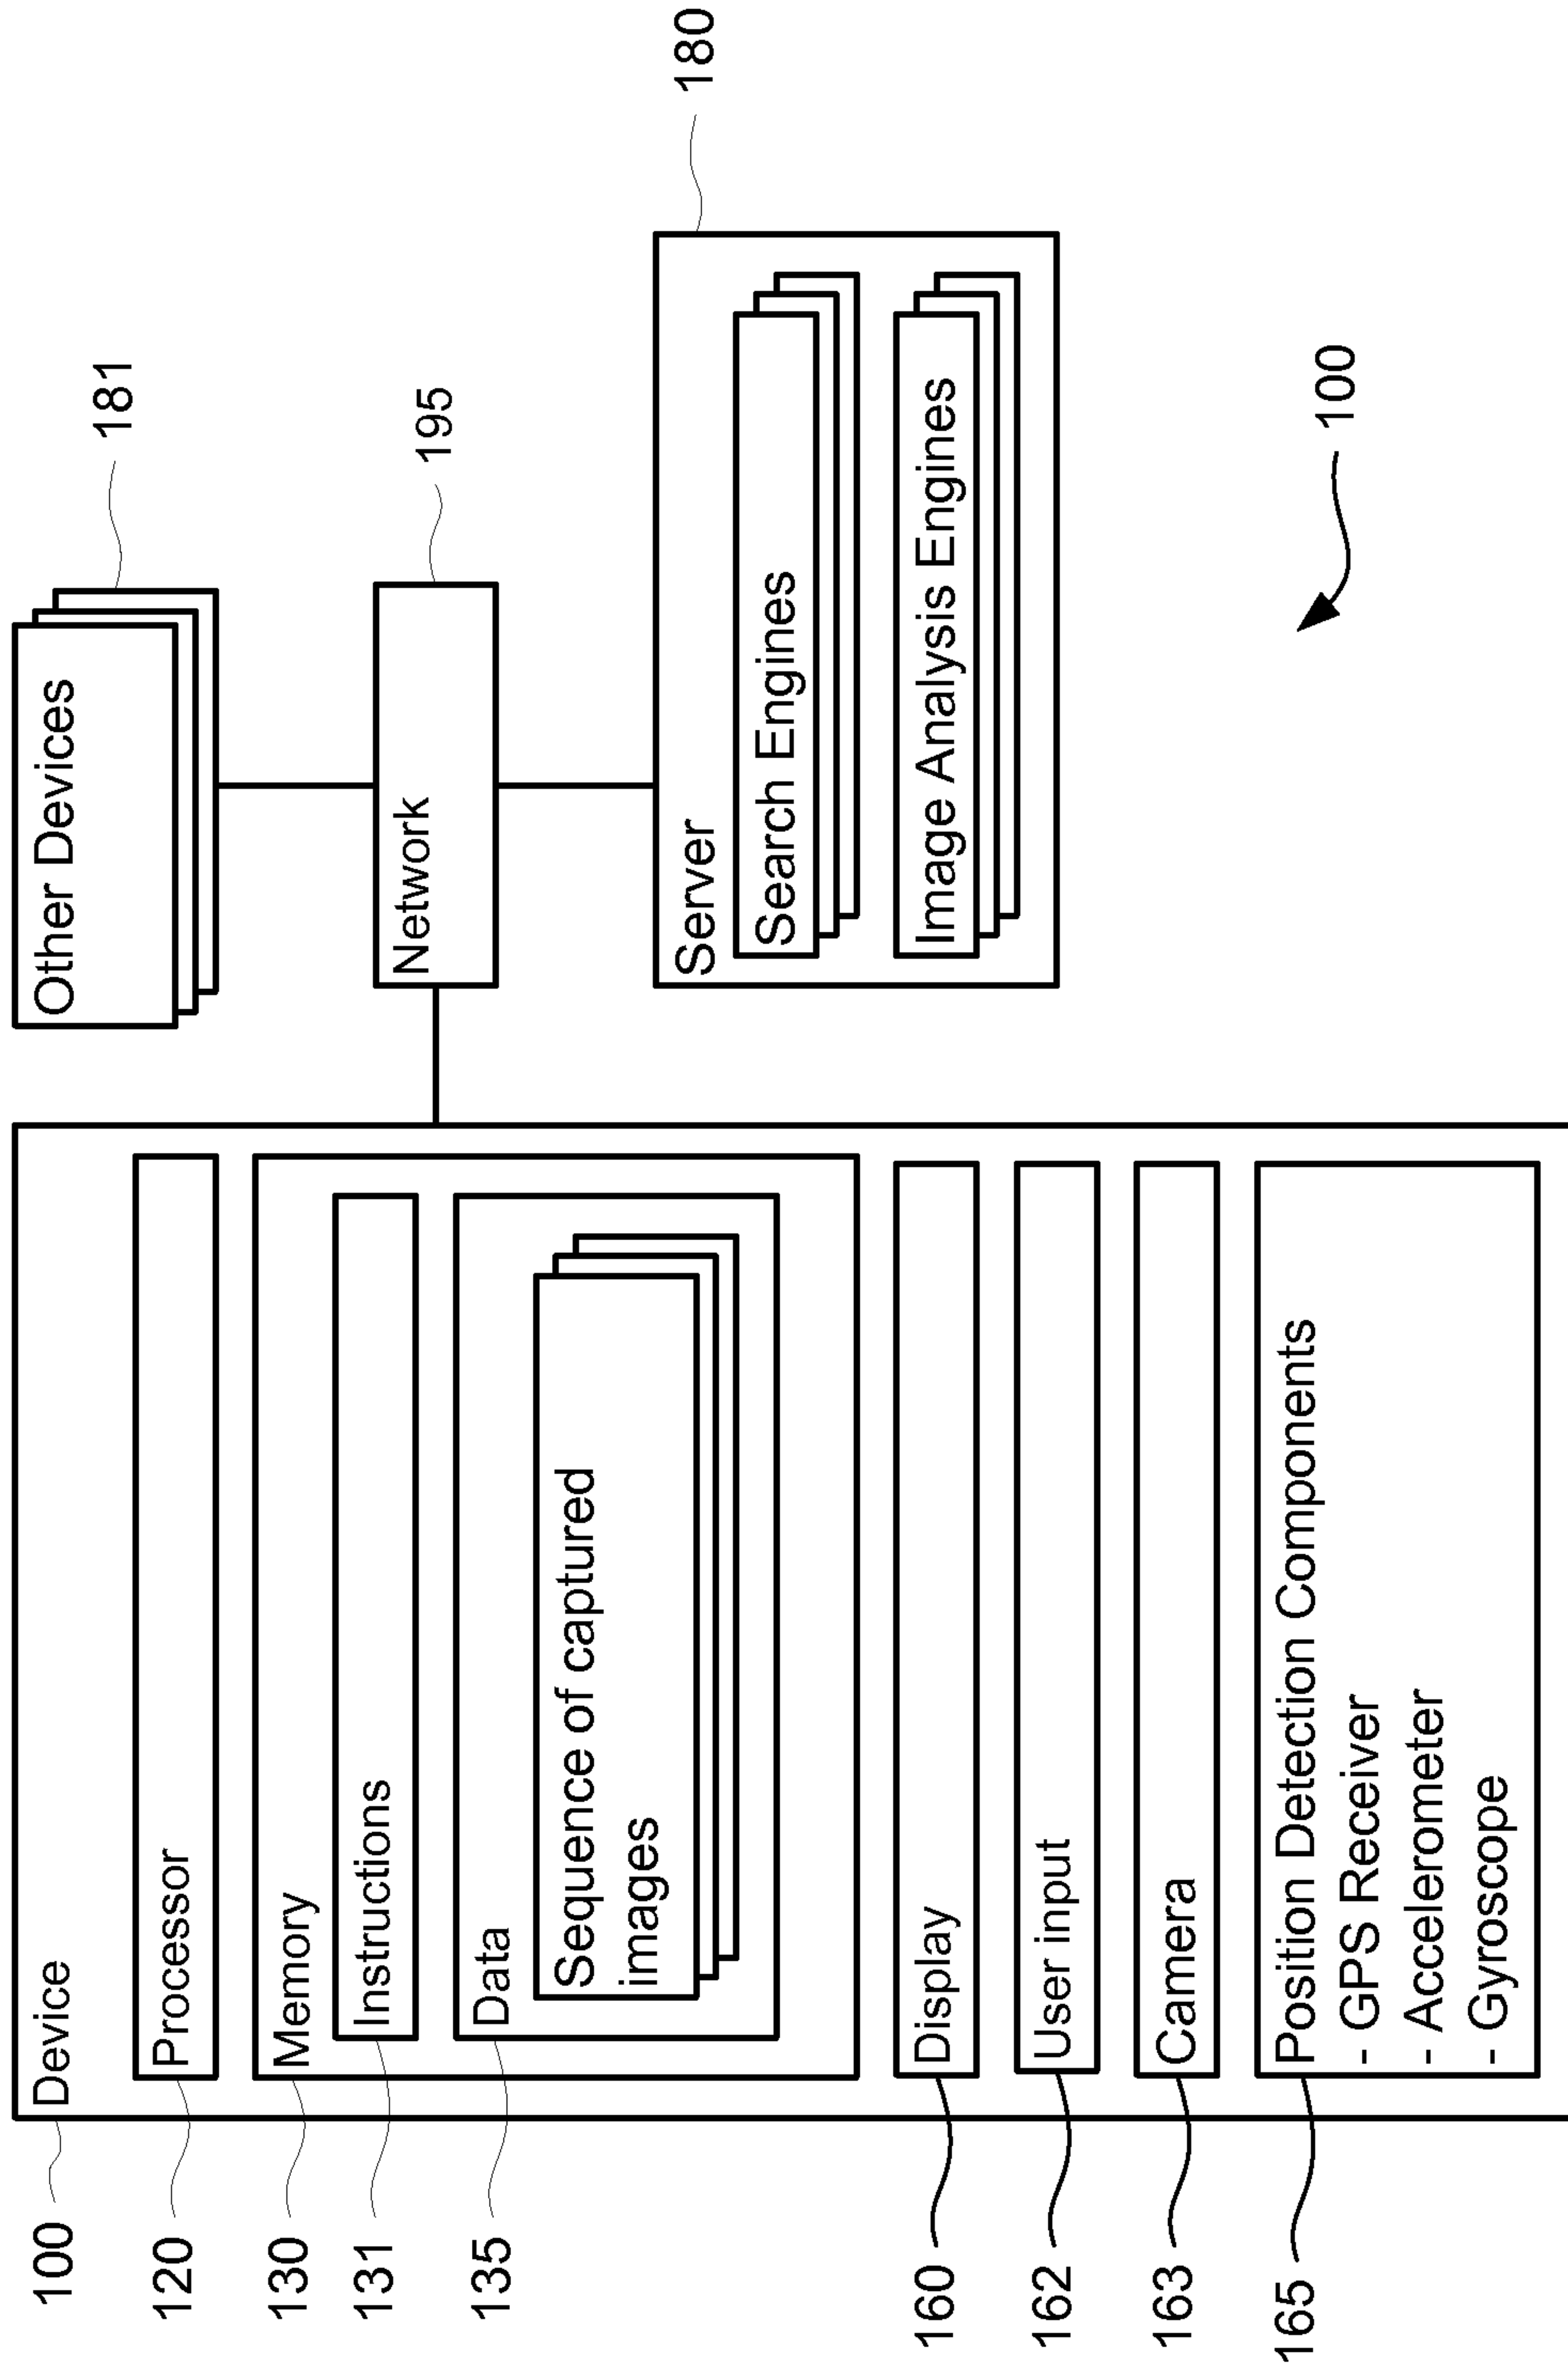 100
Device
120
Processor
130
Memory
131
Instructions
135
Data
Sequence of captured
images
160
Display
162
User input
163
Camera
165
Position Detection Components
- GPS Receiver
- Accelerometer
- Gyroscope
Other Devices
181
Network
195
Server
180
Search Engines
Image Analysis Engines
100